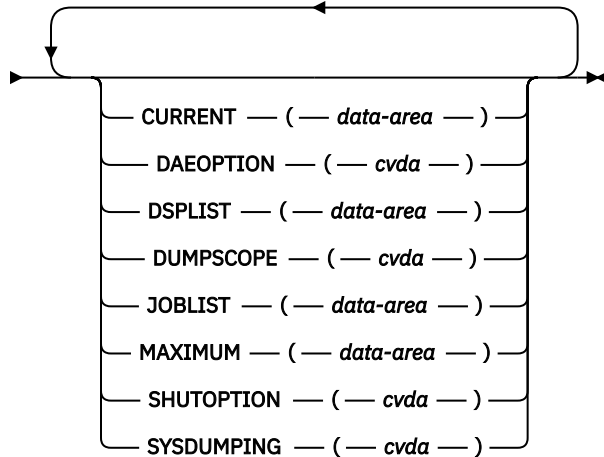 CURRENT ( data-area )
DAEOPTION ( cvda )
DSPLIST ( data-area )
DUMPSCOPE ( cvda )
JOBLIST ( data-area )
MAXIMUM ( data-area )
SHUTOPTION ( cvda )
SYSDUMPING ( cvda )